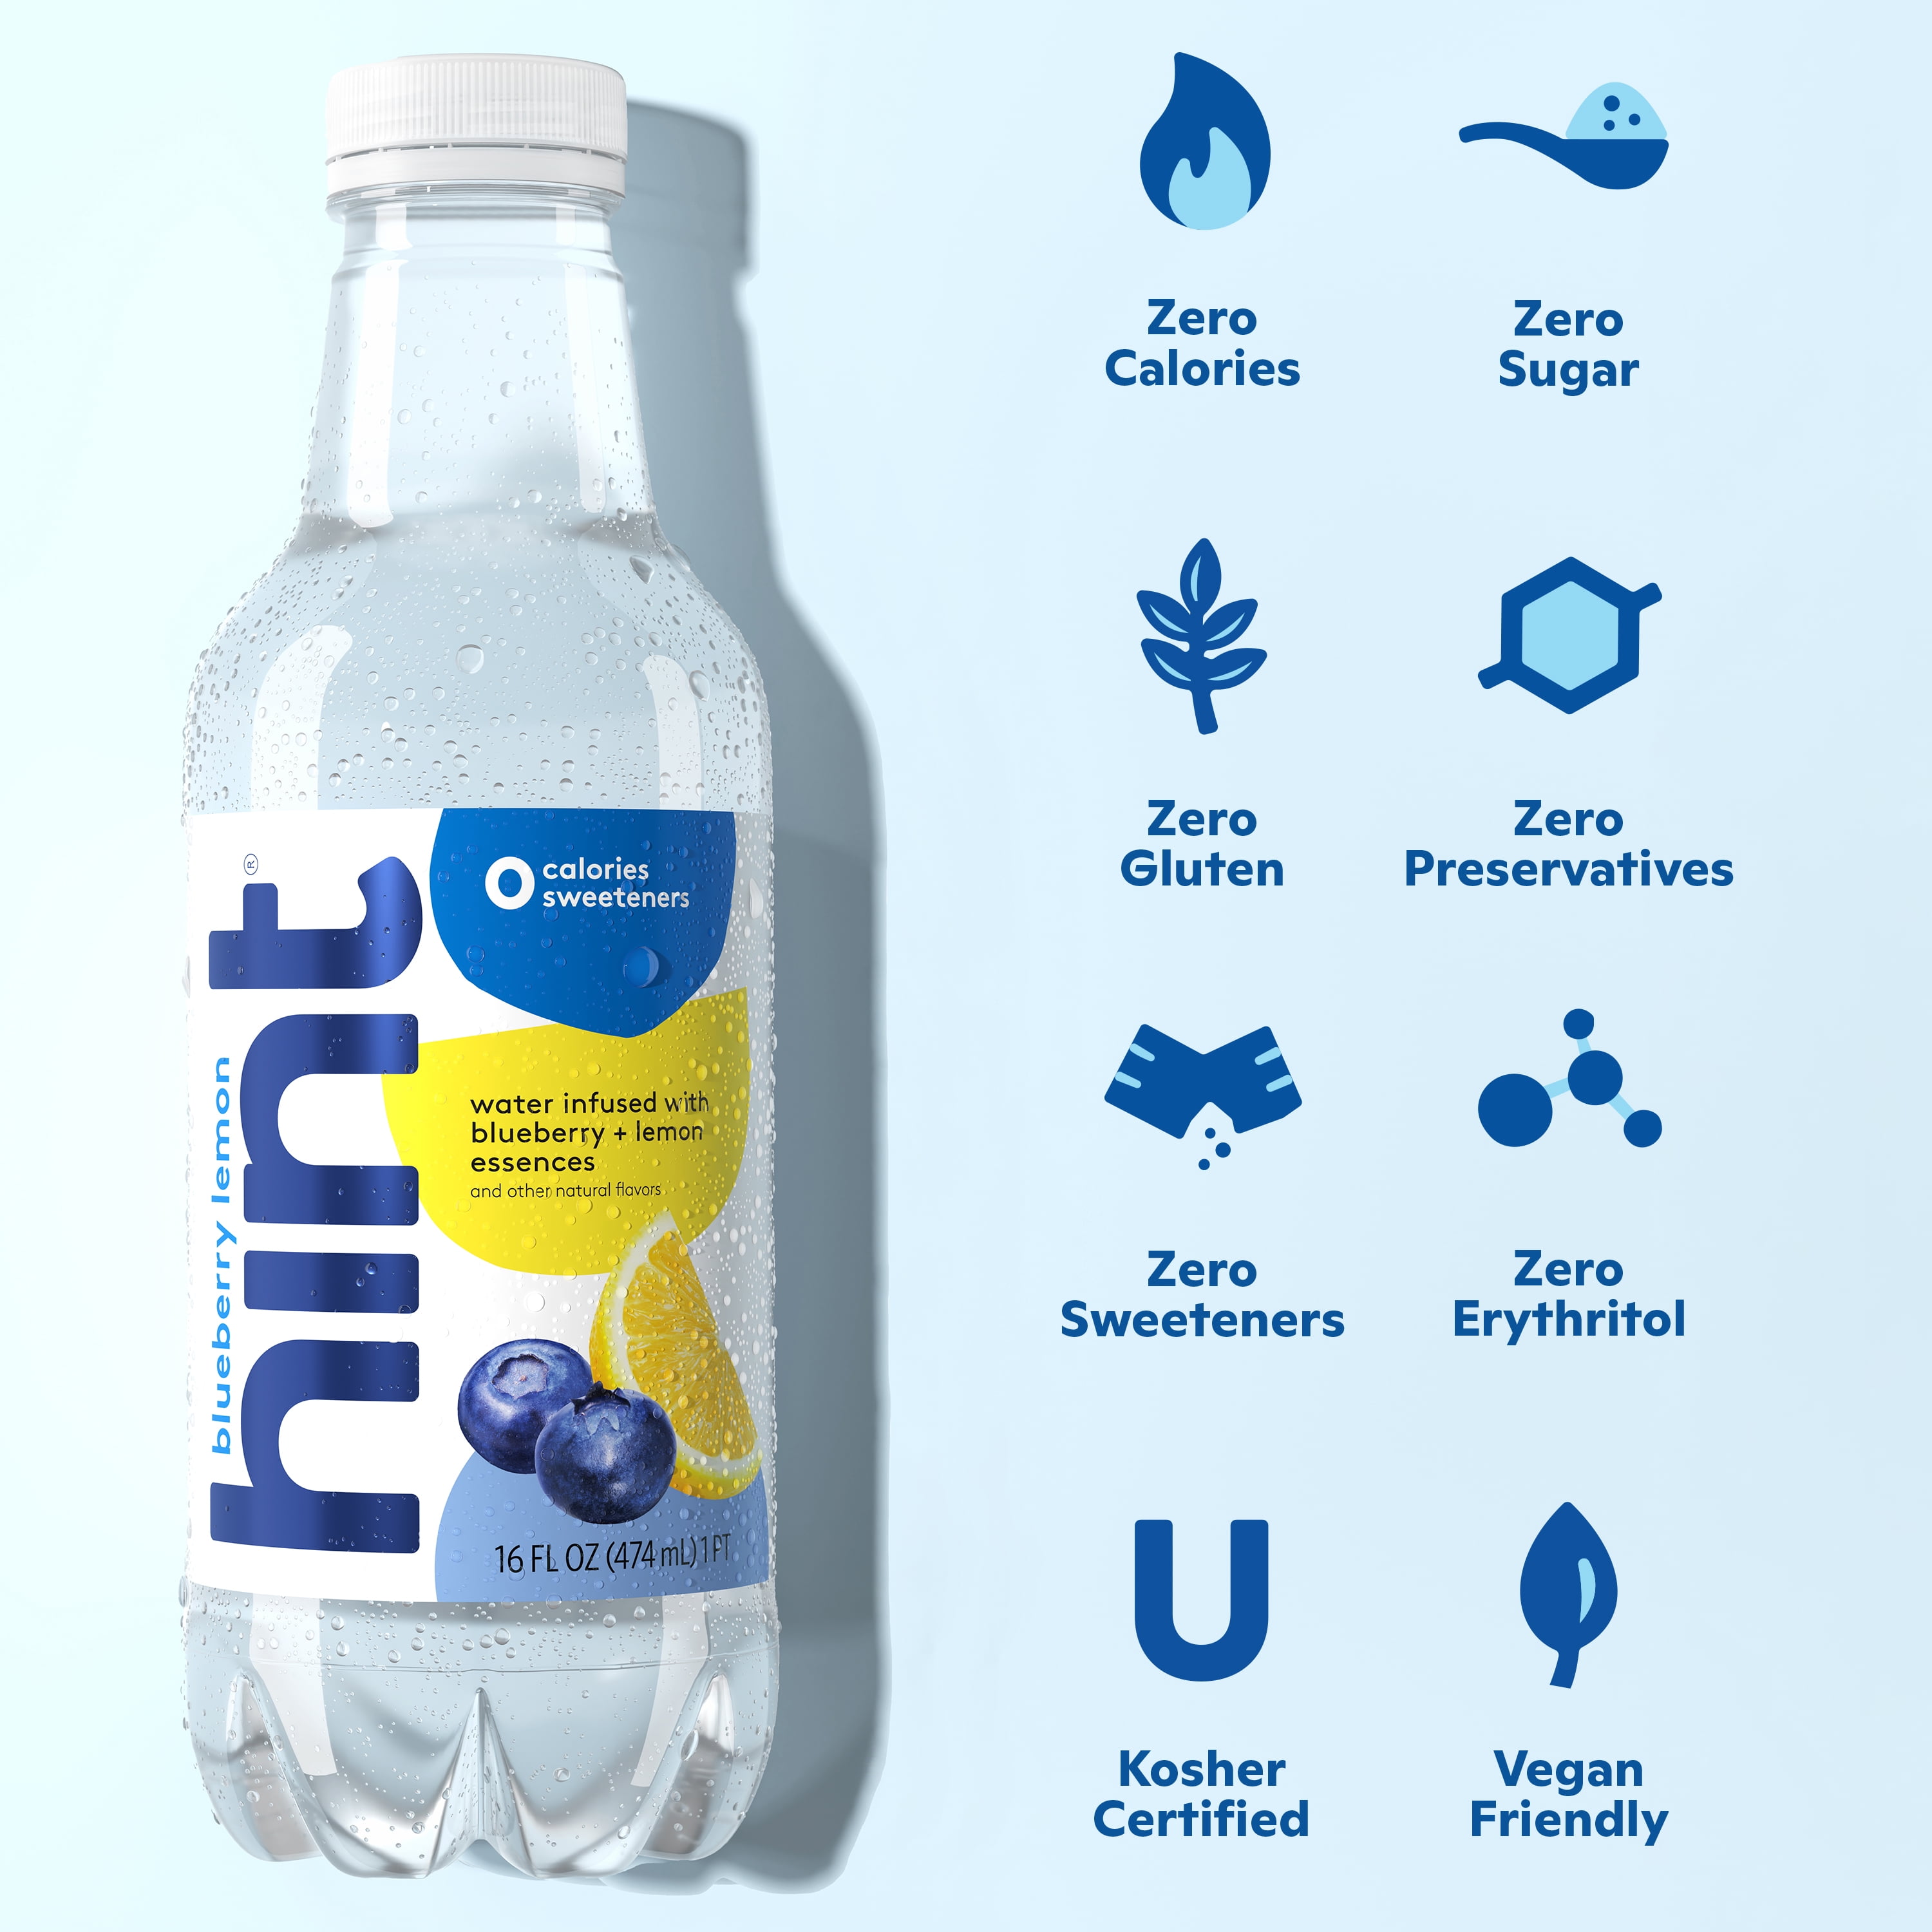 hint®
blueberry lemon
0 calories
sweeteners
water infused with
blueberry + lemon
essences
and other natural flavors
16 FL OZ (474 mL) 1 PT
Zero
Calories
Zero
Sugar
Zero
Gluten
Zero
Preservatives
Zero
Sweeteners
Zero
Erythritol
U
Kosher
Certified
Vegan
Friendly